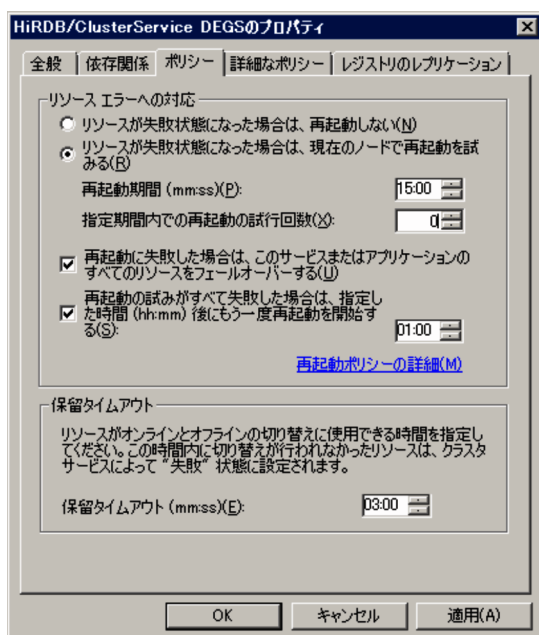 HiRDB/ClusterService DEGSのプロパティ
全般 依存関係 ポリシー 詳細なポリシー レジストリのレプリケーション
リソース エラーへの対応
リソースが失敗状態になった場合は、再起動しない(N)
リソースが失敗状態になった場合は、現在のノードで再起動を試
みる(R)
再起動期間 (mm:ss)(P): 15:00
指定期間内での再起動の試行回数(X): 0
再起動に失敗した場合は、このサービスまたはアプリケーションの
すべてのリソースをフェールオーバーする(U)
再起動の試みがすべて失敗した場合は、指定し
た時間 (hh:mm) 後にもう一度再起動を開始す
る(S): 01:00
再起動ポリシーの詳細(M)
保留タイムアウト
リソースがオンラインとオフラインの切り替えに使用できる時間を指定し
てください。この時間内に切り替えが行われなかったリソースは、クラスタ
サービスによって "失敗" 状態に設定されます。
保留タイムアウト (mm:ss)(E): 03:00
OK キャンセル 適用(A)